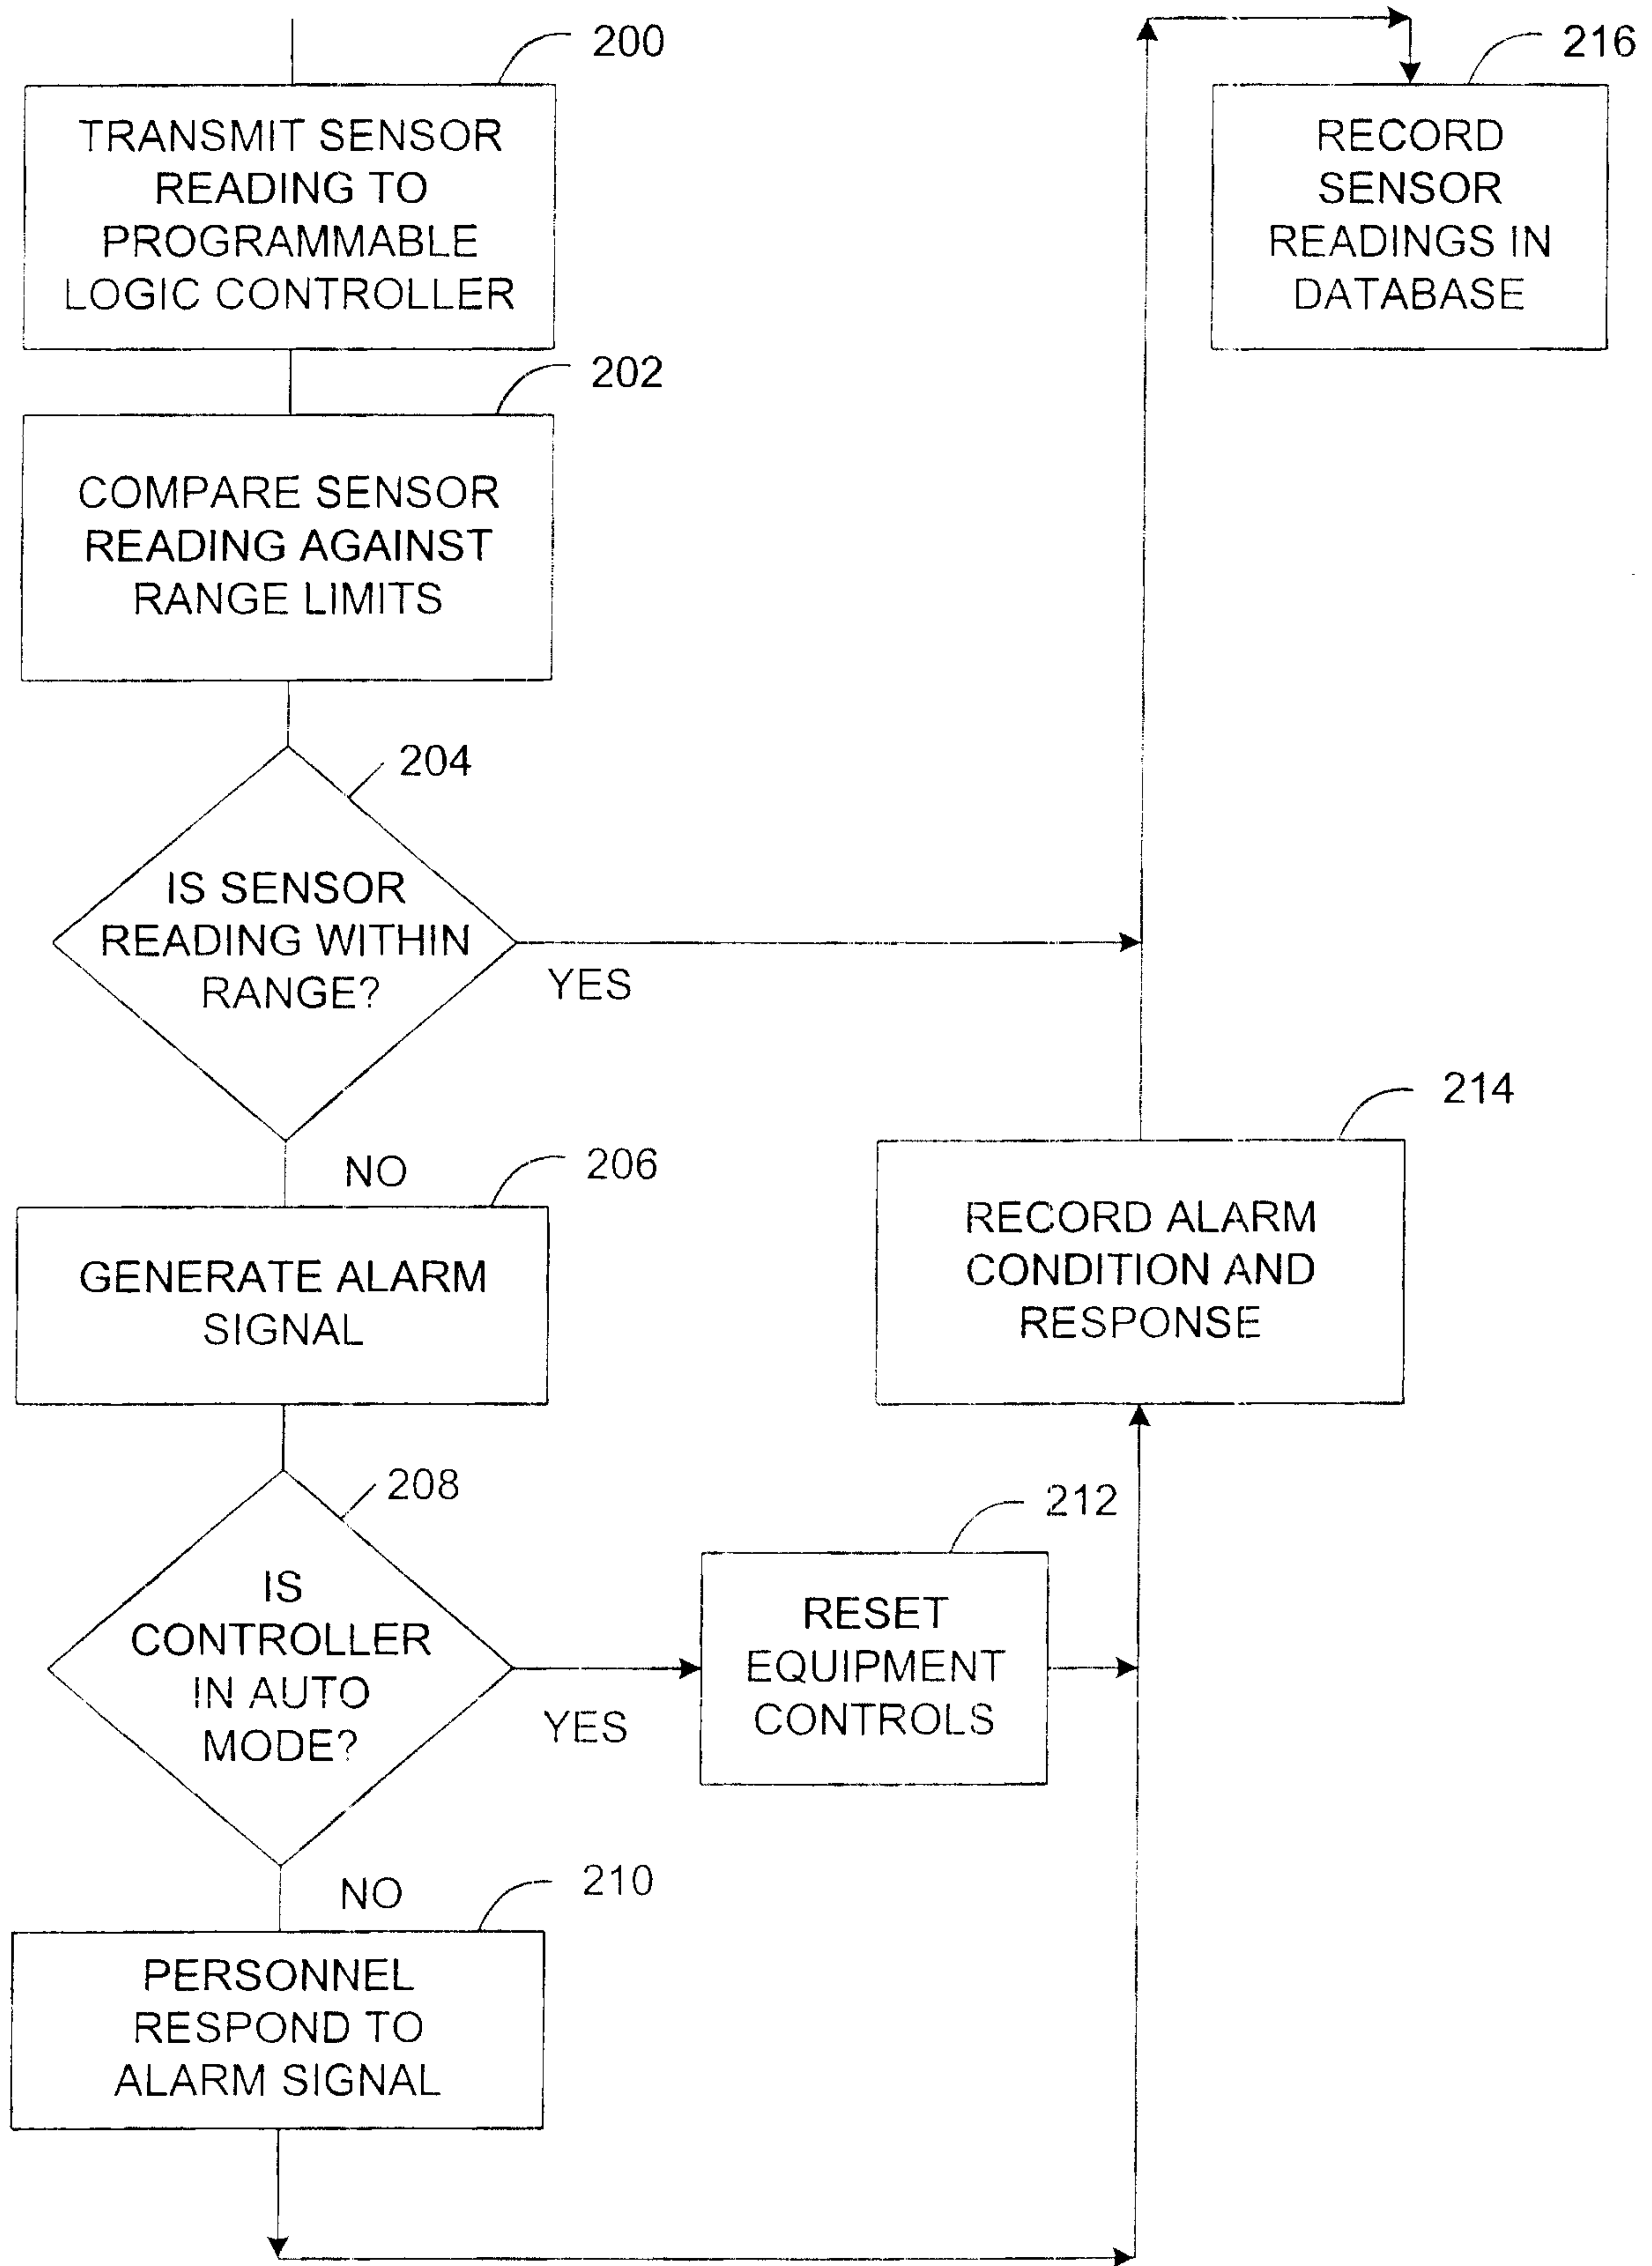 200
TRANSMIT SENSOR
READING TO
PROGRAMMABLE
LOGIC CONTROLLER
202
COMPARE SENSOR
READING AGAINST
RANGE LIMITS
204
IS SENSOR
READING WITHIN
RANGE?
YES
NO
206
GENERATE ALARM
SIGNAL
208
IS
CONTROLLER
IN AUTO
MODE?
YES
NO
210
PERSONNEL
RESPOND TO
ALARM SIGNAL
212
RESET
EQUIPMENT
CONTROLS
214
RECORD ALARM
CONDITION AND
RESPONSE
216
RECORD
SENSOR
READINGS IN
DATABASE